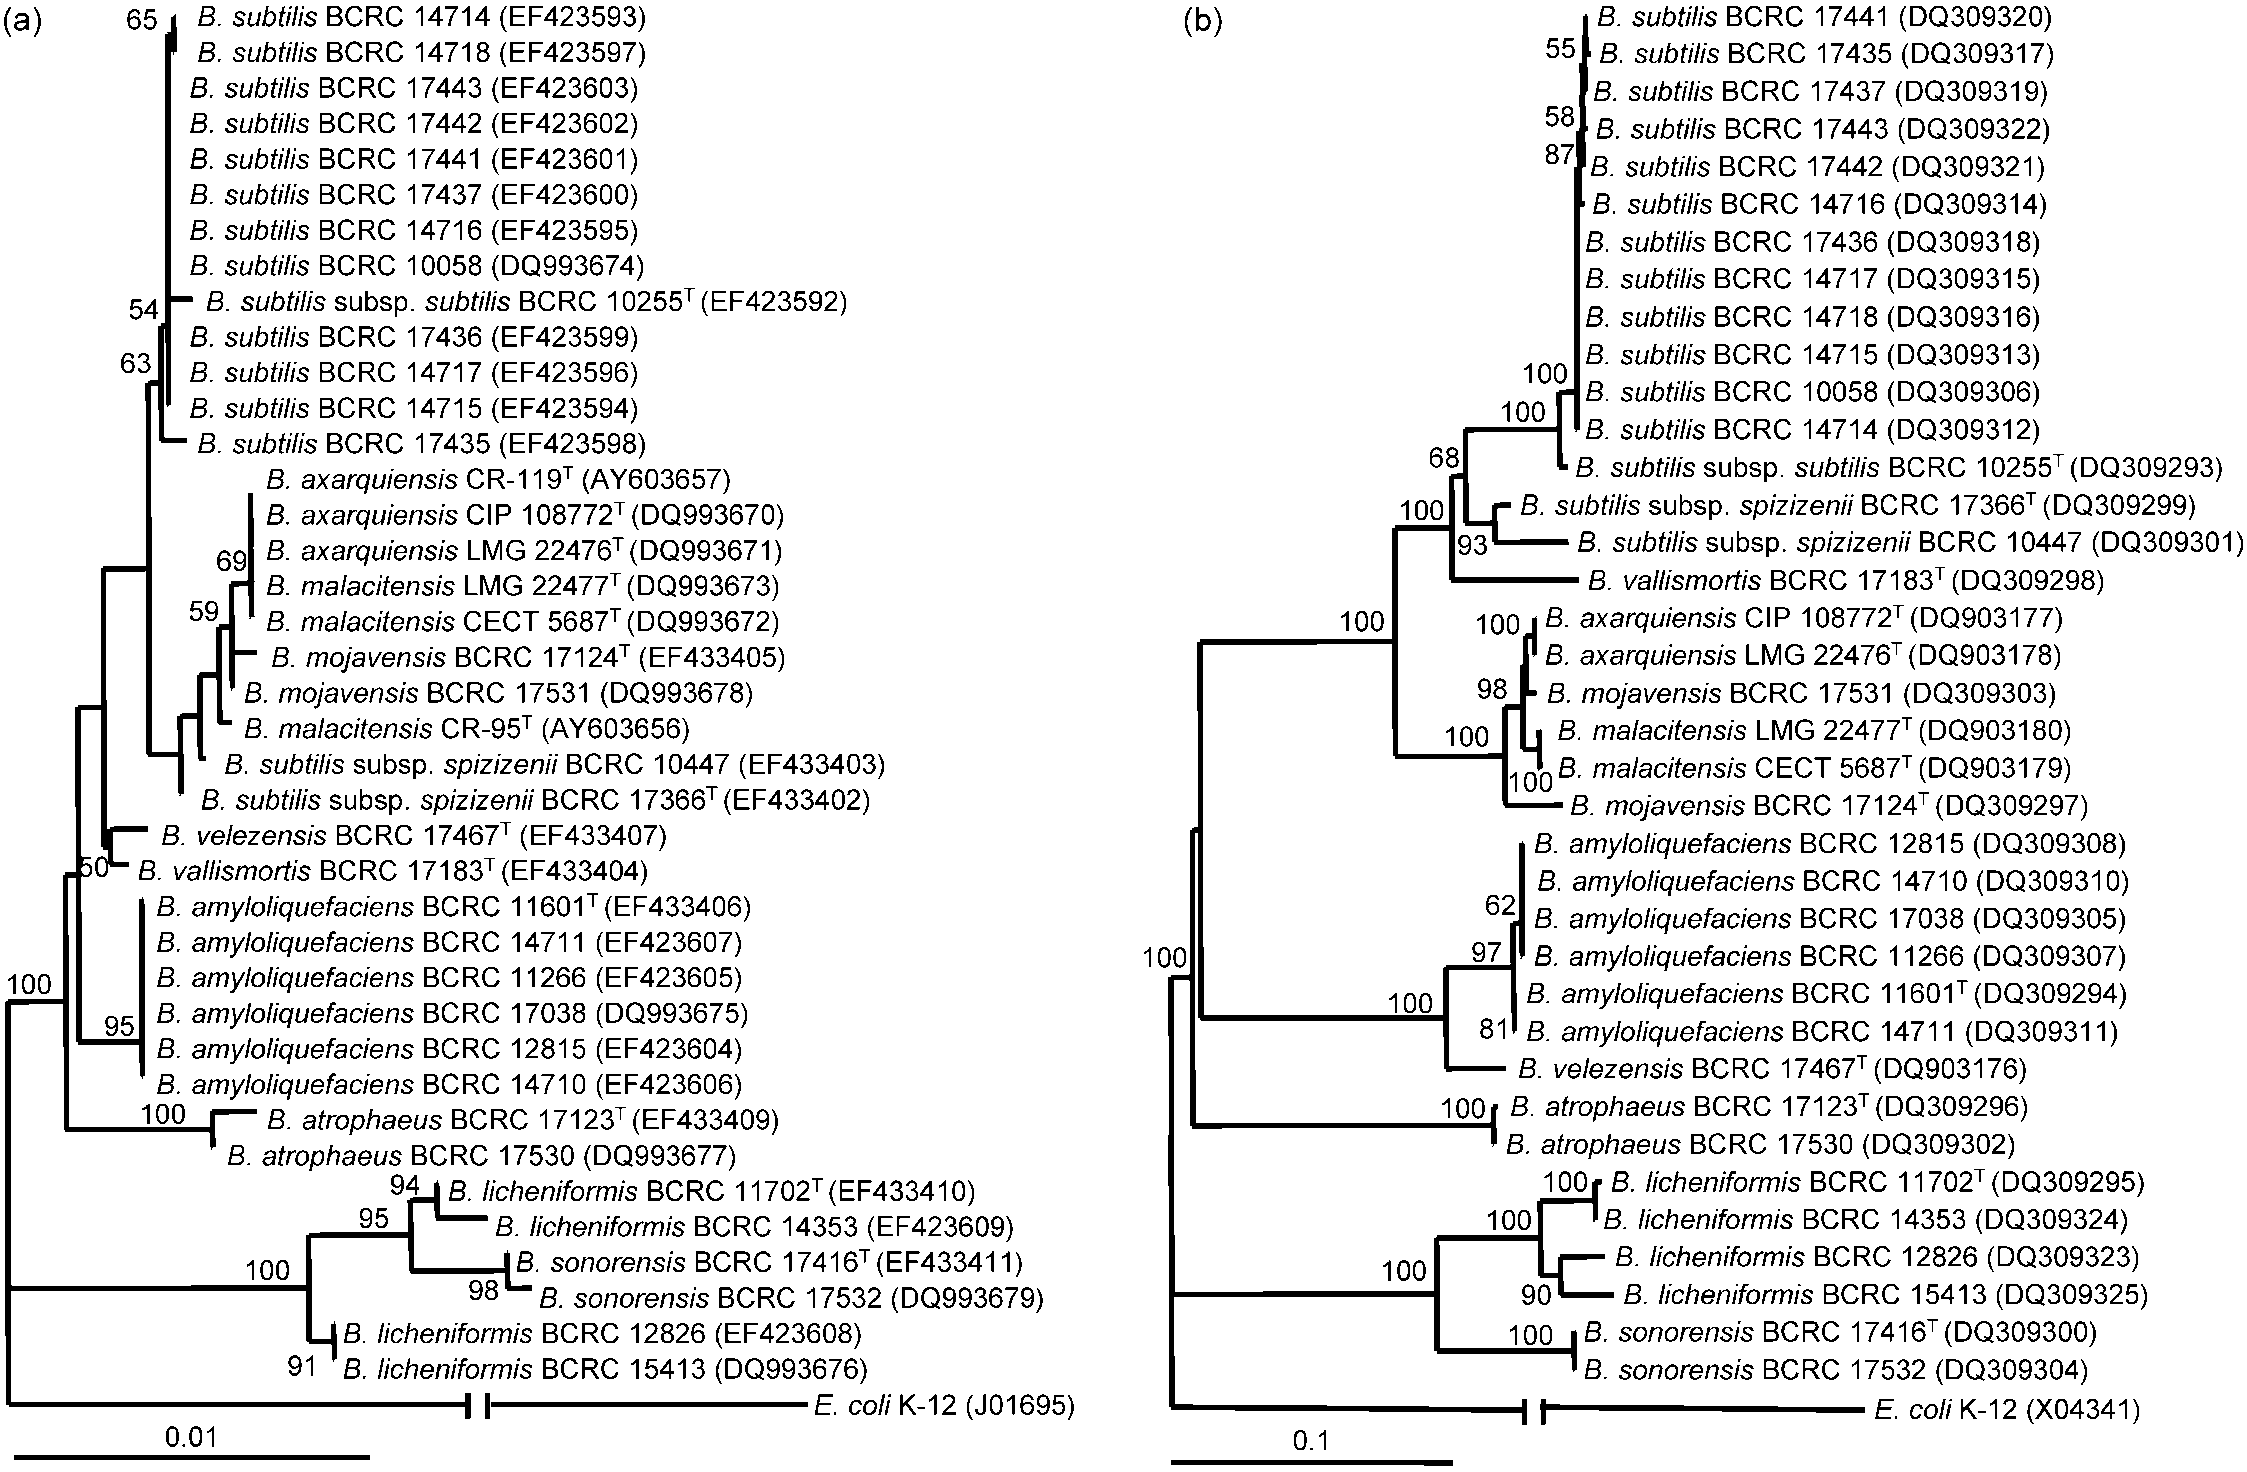 (a)
65
B. subtilis BCRC 14714 (EF423593)
B. subtilis BCRC 14718 (EF423597)
B. subtilis BCRC 17443 (EF423603)
B. subtilis BCRC 17442 (EF423602)
B. subtilis BCRC 17441 (EF423601)
B. subtilis BCRC 17437 (EF423600)
B. subtilis BCRC 14716 (EF423595)
B. subtilis BCRC 10058 (DQ993674)
B. subtilis subsp. subtilis BCRC 10255T (EF423592)
54
B. subtilis BCRC 17436 (EF423599)
63
B. subtilis BCRC 14717 (EF423596)
B. subtilis BCRC 14715 (EF423594)
B. subtilis BCRC 17435 (EF423598)
B. axarquiensis CR-119T (AY603657)
B. axarquiensis CIP 108772T (DQ993670)
B. axarquiensis LMG 22476T (DQ993671)
69
B. malacitensis LMG 22477T (DQ993673)
59
B. malacitensis CECT 5687T (DQ993672)
B. mojavensis BCRC 17124T (EF433405)
B. mojavensis BCRC 17531 (DQ993678)
B. malacitensis CR-95T (AY603656)
B. subtilis subsp. spizizenii BCRC 10447 (EF433403)
B. subtilis subsp. spizizenii BCRC 17366T (EF433402)
B. velezensis BCRC 17467T (EF433407)
50
B. vallismortis BCRC 17183T (EF433404)
B. amyloliquefaciens BCRC 11601T (EF433406)
B. amyloliquefaciens BCRC 14711 (EF423607)
B. amyloliquefaciens BCRC 11266 (EF423605)
100
B. amyloliquefaciens BCRC 17038 (DQ993675)
95
B. amyloliquefaciens BCRC 12815 (EF423604)
B. amyloliquefaciens BCRC 14710 (EF423606)
100
B. atrophaeus BCRC 17123T (EF433409)
B. atrophaeus BCRC 17530 (DQ993677)
94
B. licheniformis BCRC 11702T (EF433410)
95
B. licheniformis BCRC 14353 (EF423609)
100
B. sonorensis BCRC 17416T (EF433411)
98
B. sonorensis BCRC 17532 (DQ993679)
B. licheniformis BCRC 12826 (EF423608)
91
B. licheniformis BCRC 15413 (DQ993676)
E. coli K-12 (J01695)
0.01
(b)
B. subtilis BCRC 17441 (DQ309320)
55
B. subtilis BCRC 17435 (DQ309317)
B. subtilis BCRC 17437 (DQ309319)
58
B. subtilis BCRC 17443 (DQ309322)
87
B. subtilis BCRC 17442 (DQ309321)
B. subtilis BCRC 14716 (DQ309314)
B. subtilis BCRC 17436 (DQ309318)
B. subtilis BCRC 14717 (DQ309315)
B. subtilis BCRC 14718 (DQ309316)
B. subtilis BCRC 14715 (DQ309313)
100
B. subtilis BCRC 10058 (DQ309306)
100
B. subtilis BCRC 14714 (DQ309312)
68
B. subtilis subsp. subtilis BCRC 10255T (DQ309293)
100
B. subtilis subsp. spizizenii BCRC 17366T (DQ309299)
93
B. subtilis subsp. spizizenii BCRC 10447 (DQ309301)
B. vallismortis BCRC 17183T (DQ309298)
100
100
B. axarquiensis CIP 108772T (DQ903177)
B. axarquiensis LMG 22476T (DQ903178)
98
B. mojavensis BCRC 17531 (DQ309303)
100
B. malacitensis LMG 22477T (DQ903180)
100
B. malacitensis CECT 5687T (DQ903179)
B. mojavensis BCRC 17124T (DQ309297)
B. amyloliquefaciens BCRC 12815 (DQ309308)
B. amyloliquefaciens BCRC 14710 (DQ309310)
62
B. amyloliquefaciens BCRC 17038 (DQ309305)
100
97
B. amyloliquefaciens BCRC 11266 (DQ309307)
100
B. amyloliquefaciens BCRC 11601T (DQ309294)
81
B. amyloliquefaciens BCRC 14711 (DQ309311)
B. velezensis BCRC 17467T (DQ903176)
100
B. atrophaeus BCRC 17123T (DQ309296)
B. atrophaeus BCRC 17530 (DQ309302)
100
B. licheniformis BCRC 11702T (DQ309295)
100
B. licheniformis BCRC 14353 (DQ309324)
100
B. licheniformis BCRC 12826 (DQ309323)
90
B. licheniformis BCRC 15413 (DQ309325)
100
B. sonorensis BCRC 17416T (DQ309300)
B. sonorensis BCRC 17532 (DQ309304)
E. coli K-12 (X04341)
0.1